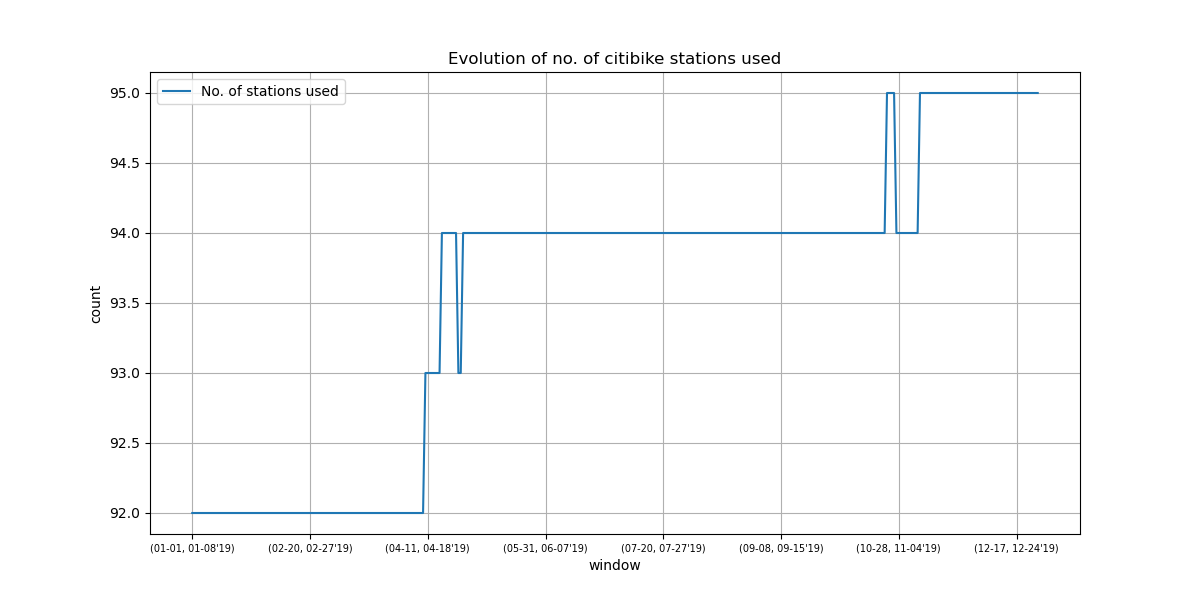 Evolution of no. of citibike stations used
No. of stations used
95.0
94.5
94.0
93.5
93.0
92.5
92.0
count
(01-01, 01-08'19) (02-20, 02-27'19) (04-11, 04-18'19) (05-31, 06-07'19) (07-20, 07-27'19) (09-08, 09-15'19) (10-28, 11-04'19) (12-17, 12-24'19)
window